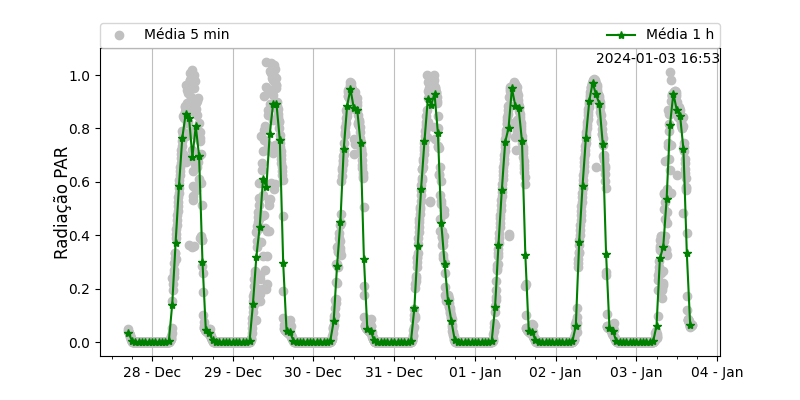 Média 5 min
Média 1 h
2024-01-03 16:53
Radiação PAR
1.0
0.8
0.6
0.4
0.2
0.0
28 - Dec
29 - Dec
30 - Dec
31 - Dec
01 - Jan
02 - Jan
03 - Jan
04 - Jan